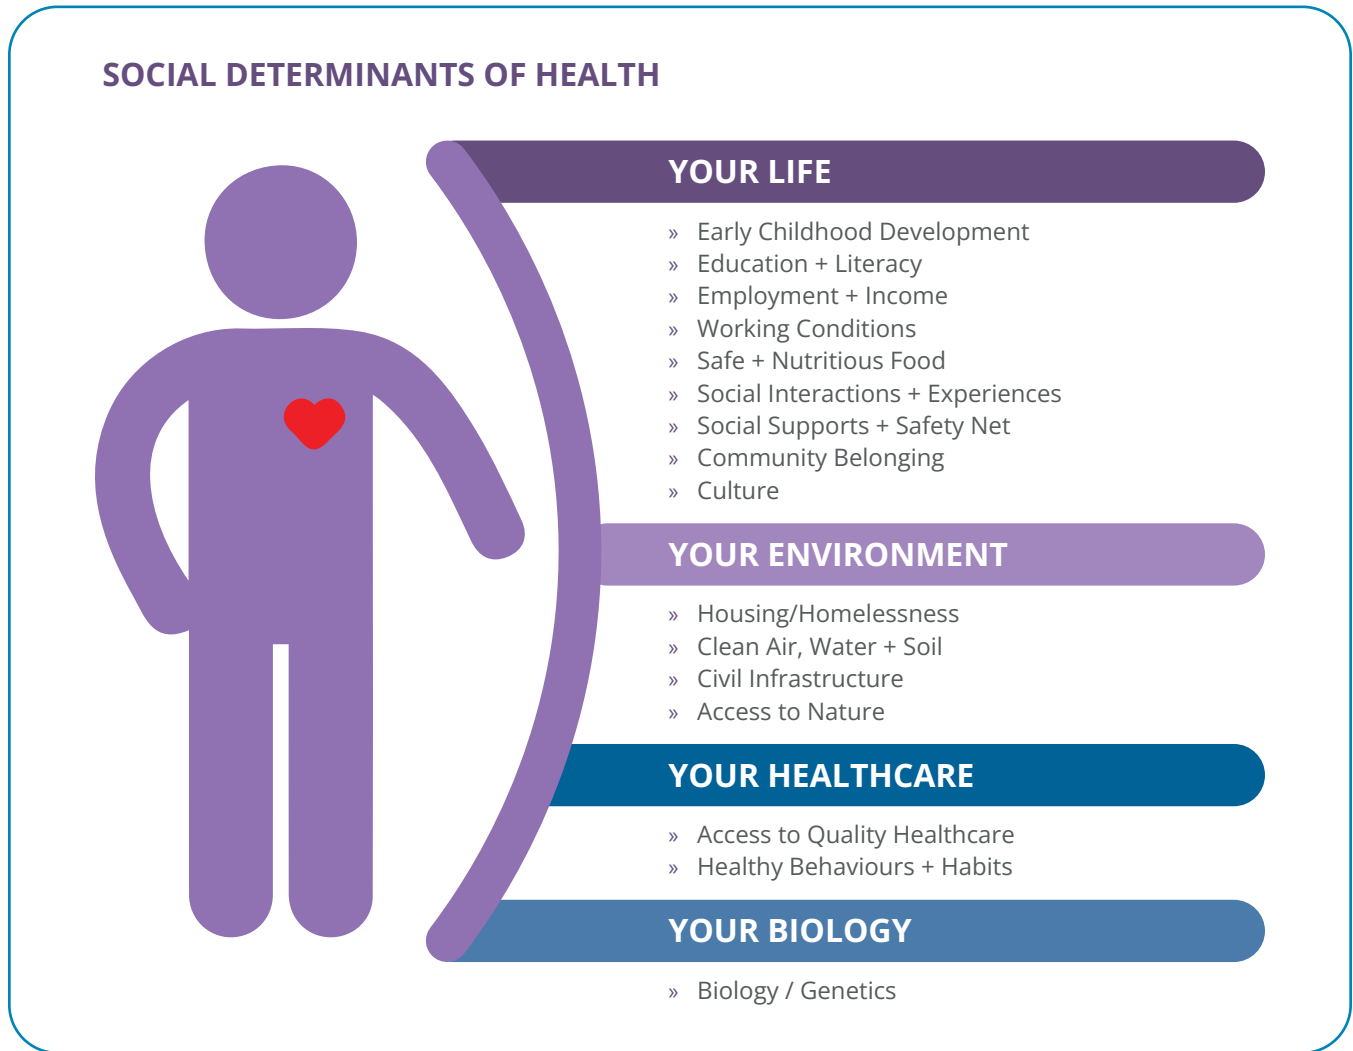 SOCIAL DETERMINANTS OF HEALTH
YOUR LIFE
» Early Childhood Development
» Education + Literacy
» Employment + Income
» Working Conditions
» Safe + Nutritious Food
» Social Interactions + Experiences
» Social Supports + Safety Net
» Community Belonging
» Culture
YOUR ENVIRONMENT
» Housing/Homelessness
» Clean Air, Water + Soil
» Civil Infrastructure
» Access to Nature
YOUR HEALTHCARE
» Access to Quality Healthcare
» Healthy Behaviours + Habits
YOUR BIOLOGY
» Biology / Genetics